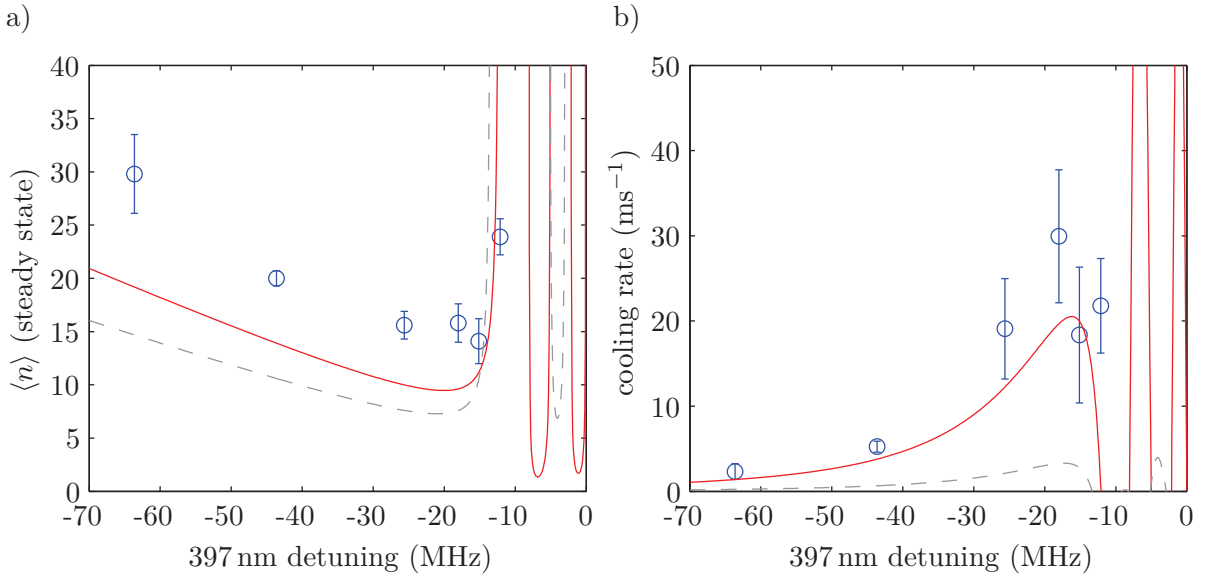 a)
40
35
30
25
20
15
10
5
0
⟨n⟩ (steady state)
-70 -60 -50 -40 -30 -20 -10 0
397 nm detuning (MHz)
b)
50
40
30
20
10
0
cooling rate (ms⁻¹)
-70 -60 -50 -40 -30 -20 -10 0
397 nm detuning (MHz)